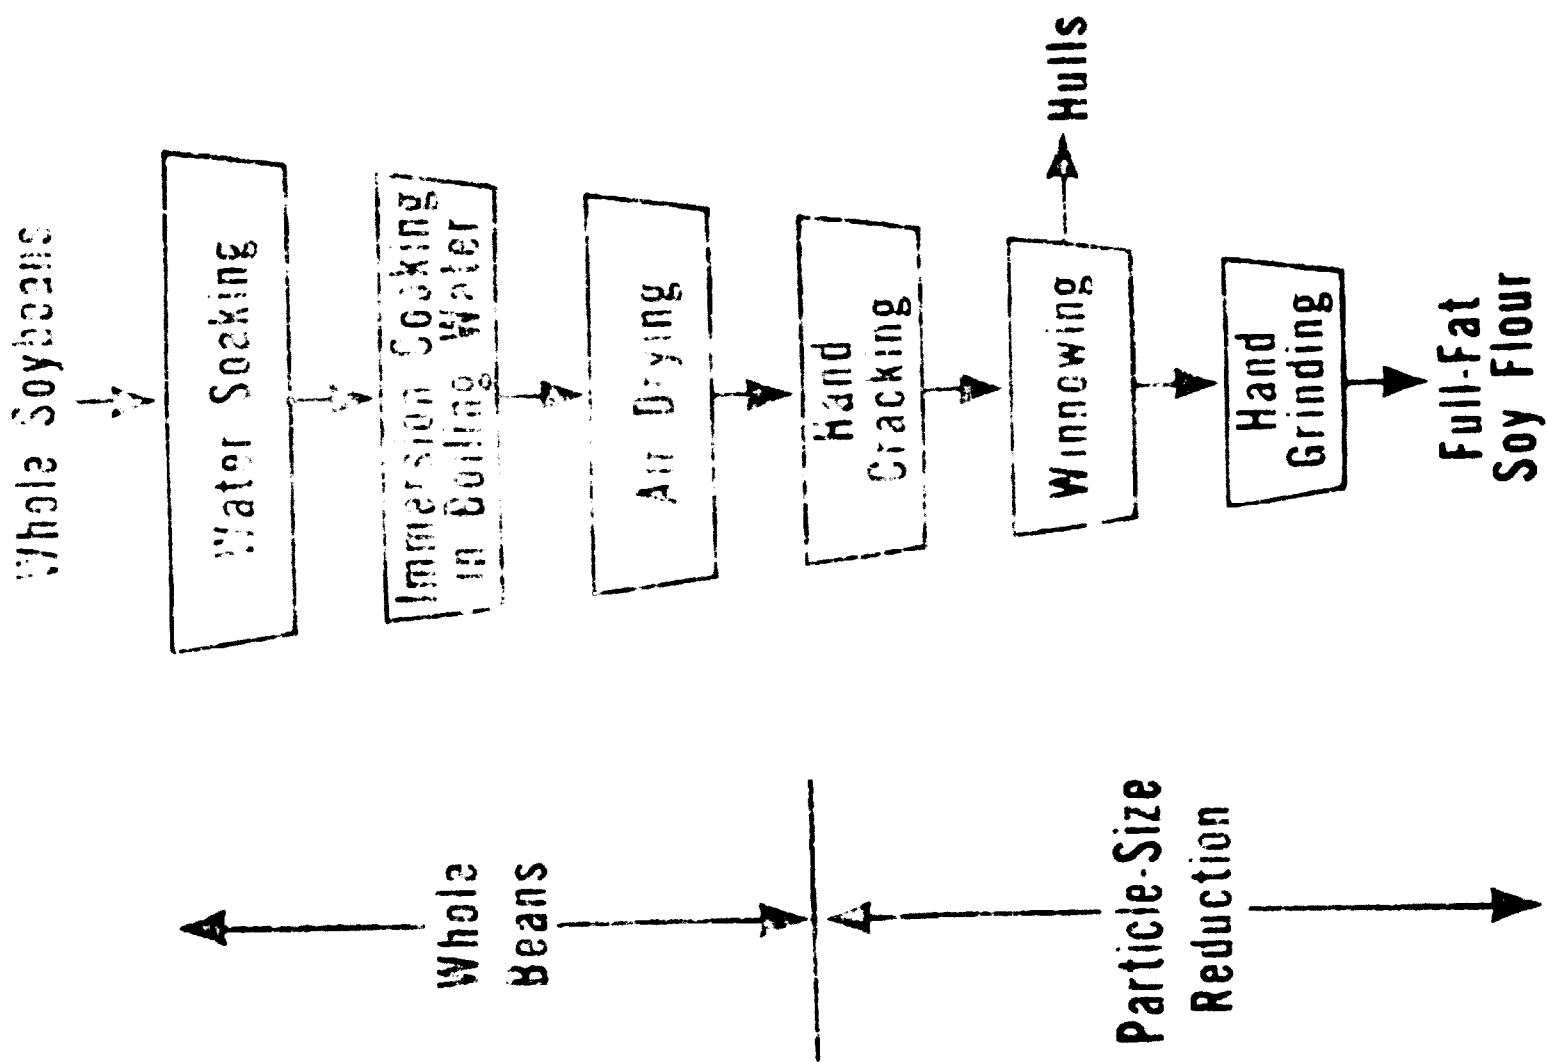 Whole Soybeans
Water Soaking
Immersion Cooking
in Boiling Water
Air Drying
Hand
Cracking
Winnowing
Hulls
Hand
Grinding
Full-Fat
Soy Flour
Whole
Beans
Particle-Size
Reduction